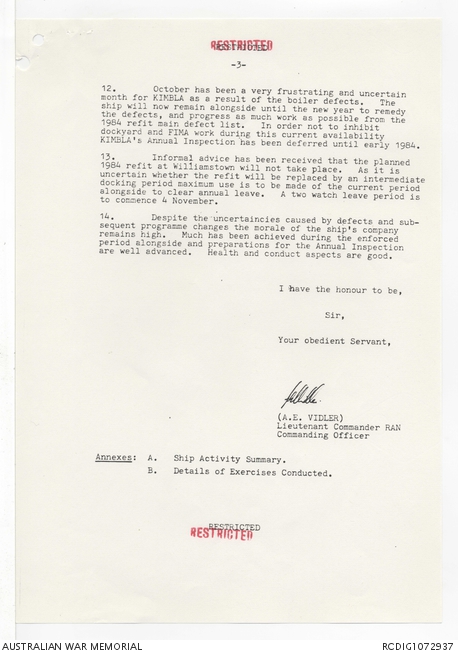 RESTRICTED
RESTRICTED
-3-
12. October has been a very frustrating and uncertain
month for KIMBLA as a result of the boiler defects. The
ship will now remain alongside until the new year to remedy
the defects, and progress as much work as possible from the
1984 refit main defect list. In order not to inhibit
dockyard and FIMA work during this current availability
KIMBLA's Annual Inspection has been deferred until early 1984.
13. Informal advice has been received that the planned
1984 refit at Williamstown will not take place. As it is
uncertain whether the refit will be replaced by an intermediate
docking period maximum use is to be made of the current period
alongside to clear annual leave. A two watch leave period is
to commence 4 November.
14. Despite the uncertaincies caused by defects and sub-
sequent programme changes the morale of the ship's company
remains high. Much has been achieved during the enforced
period alongside and preparations for the Annual Inspection
are well advanced. Health and conduct aspects are good.
I have the honour to be,
Sir,
Your obedient Servant,
(A.E. VIDLER)
Lieutenant Commander RAN
Commanding Officer
Annexes: A. Ship Activity Summary.
B. Details of Exercises Conducted.
RESTRICTED
RESTRICTED
AUSTRALIAN WAR MEMORIAL
RCDIG1072937